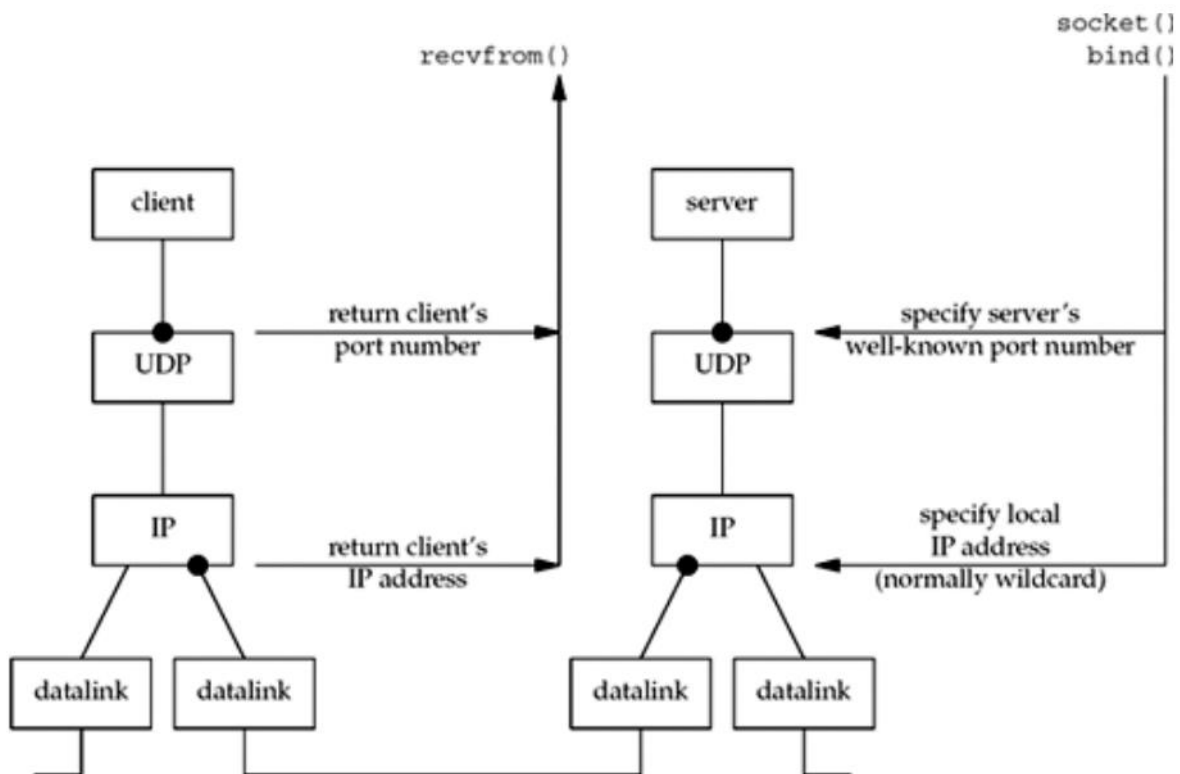 socket()
recvfrom()
bind()
client
server
return client's
port number
specify server's
well-known port number
UDP
UDP
IP
IP
specify local
IP address
(normally wildcard)
return client's
IP address
datalink
datalink
datalink
datalink